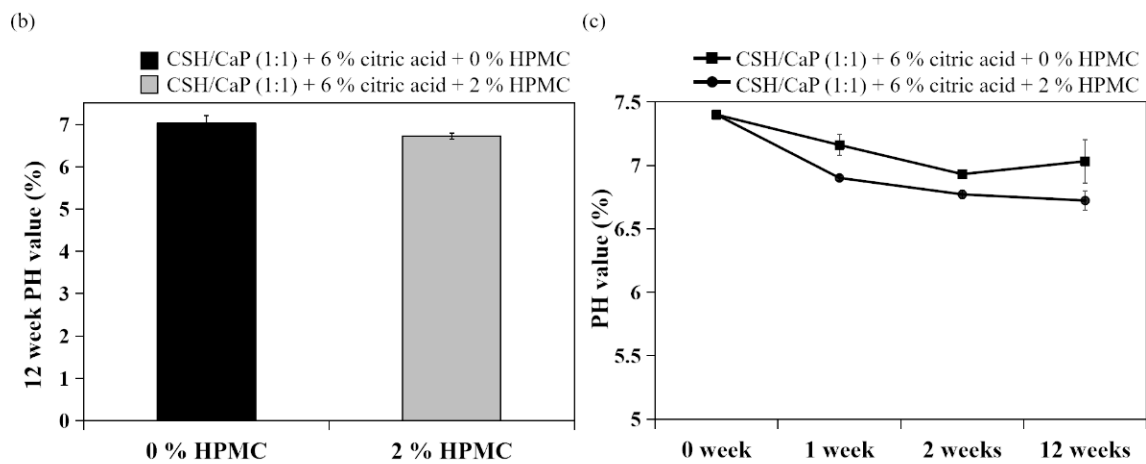 (b)
CSH/CaP (1:1) + 6 % citric acid + 0 % HPMC
CSH/CaP (1:1) + 6 % citric acid + 2 % HPMC
12 week PH value (%)
7
6
5
4
3
2
1
0
0 % HPMC
2 % HPMC
(c)
CSH/CaP (1:1) + 6 % citric acid + 0 % HPMC
CSH/CaP (1:1) + 6 % citric acid + 2 % HPMC
PH value (%)
7.5
7
6.5
6
5.5
5
0 week
1 week
2 weeks
12 weeks